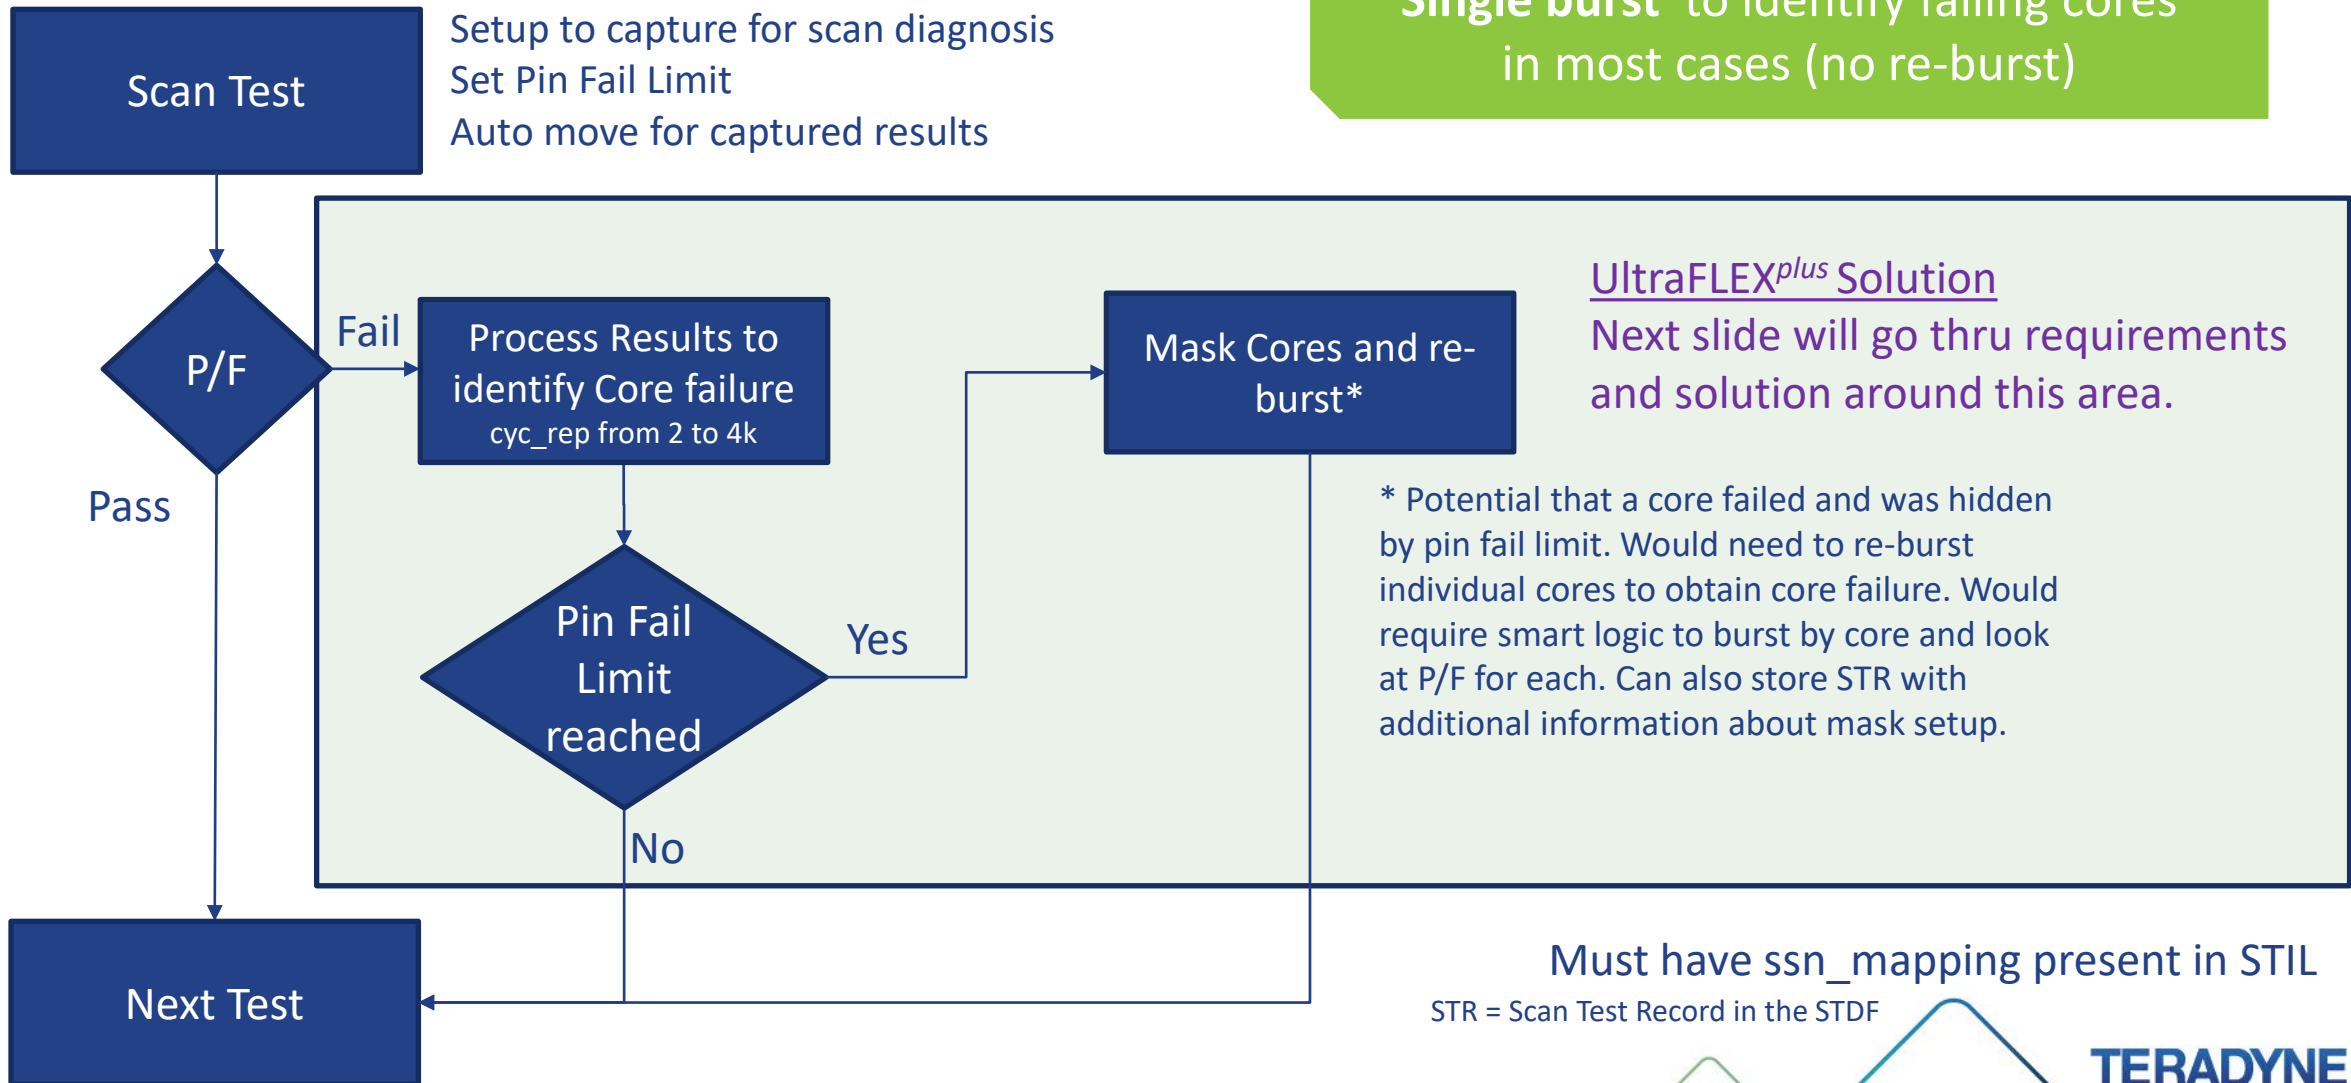 Single burst to identify failing cores
in most cases (no re-burst)
Scan Test
Setup to capture for scan diagnosis
Set Pin Fail Limit
Auto move for captured results
P/F
Fail
Pass
Process Results to
identify Core failure
cyc_rep from 2 to 4k
Mask Cores and re-
burst*
UltraFLEXplus Solution
Next slide will go thru requirements
and solution around this area.
Pin Fail
Limit
reached
Yes
No
* Potential that a core failed and was hidden
by pin fail limit. Would need to re-burst
individual cores to obtain core failure. Would
require smart logic to burst by core and look
at P/F for each. Can also store STR with
additional information about mask setup.
Next Test
Must have ssn_mapping present in STIL
STR = Scan Test Record in the STDF
TERADYNE